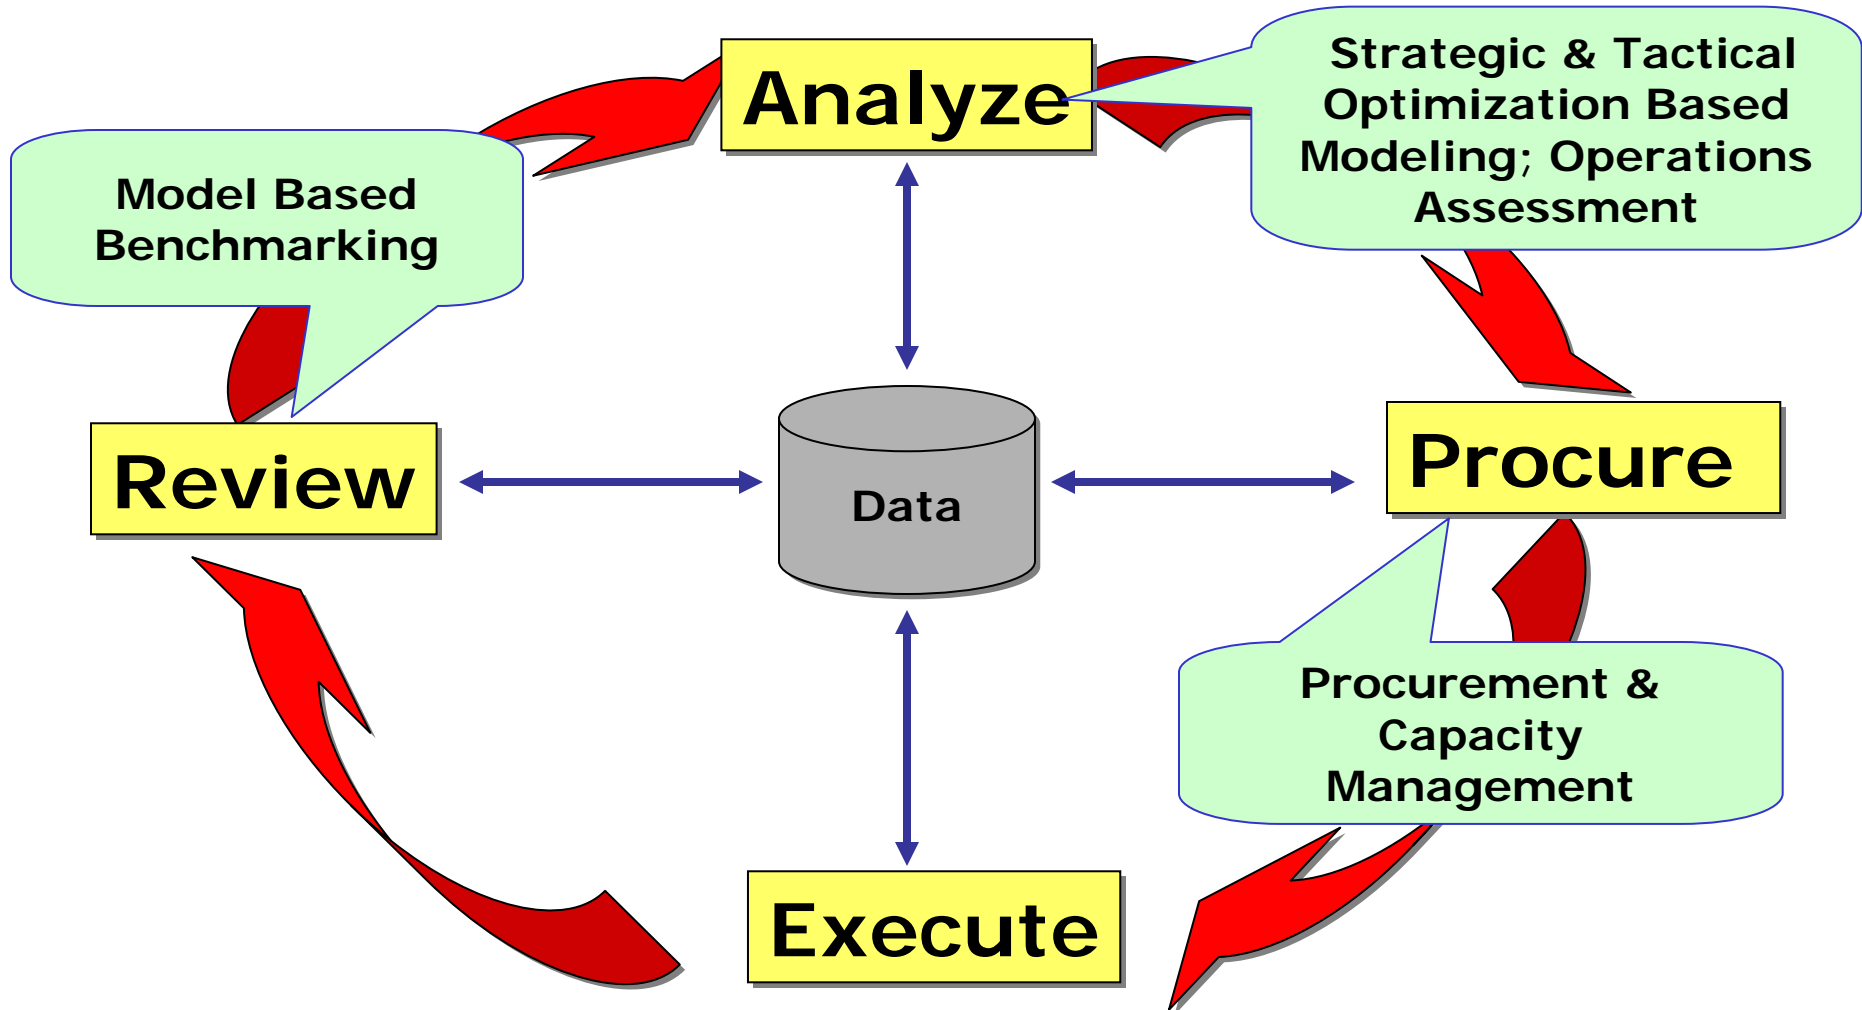 Analyze
Strategic & Tactical
Optimization Based
Modeling; Operations
Assessment
Model Based
Benchmarking
Review
Data
Procure
Procurement &
Capacity
Management
Execute